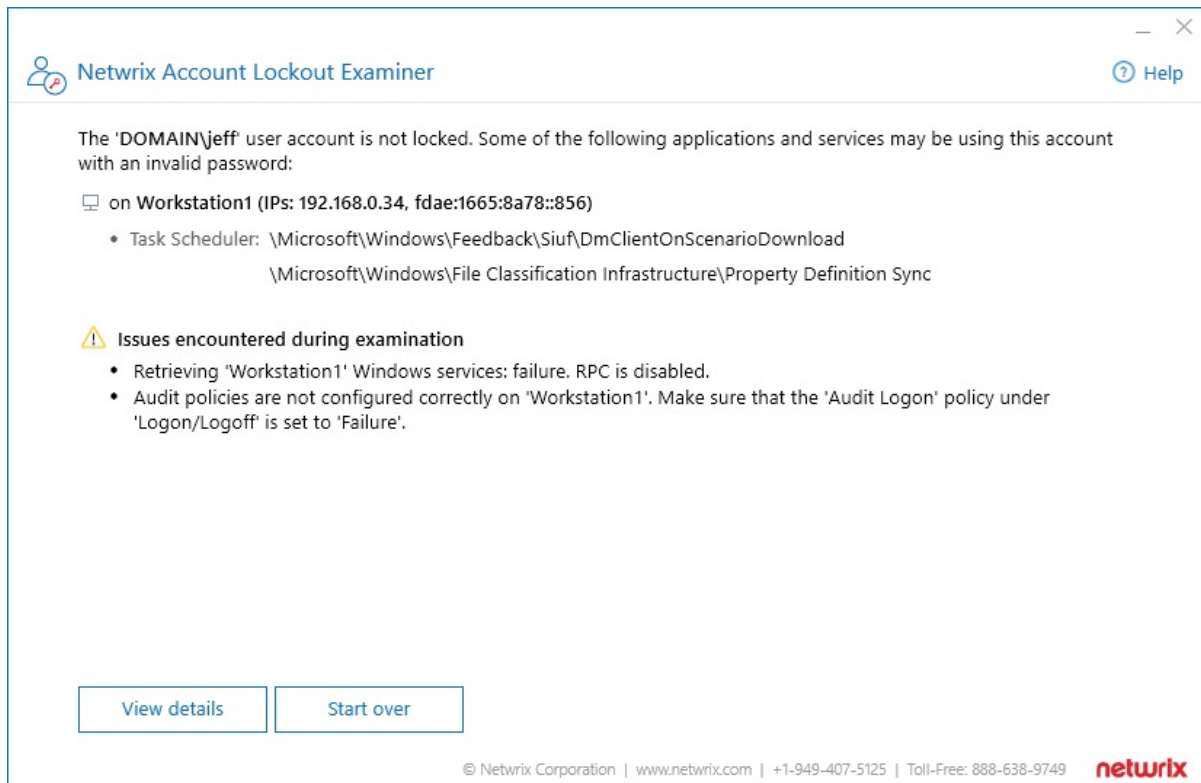 Netwrix Account Lockout Examiner
Help
The 'DOMAIN\jeff' user account is not locked. Some of the following applications and services may be using this account
with an invalid password:
on Workstation1 (IPs: 192.168.0.34, fdae:1665:8a78::856)
• Task Scheduler: \Microsoft\Windows\Feedback\Siuf\DmClientOnScenarioDownload
\Microsoft\Windows\File Classification Infrastructure\Property Definition Sync
Issues encountered during examination
• Retrieving 'Workstation1' Windows services: failure. RPC is disabled.
• Audit policies are not configured correctly on 'Workstation1'. Make sure that the 'Audit Logon' policy under
'Logon/Logoff' is set to 'Failure'.
View details
Start over
© Netwrix Corporation | www.netwrix.com | +1-949-407-5125 | Toll-Free: 888-638-9749
netwrix